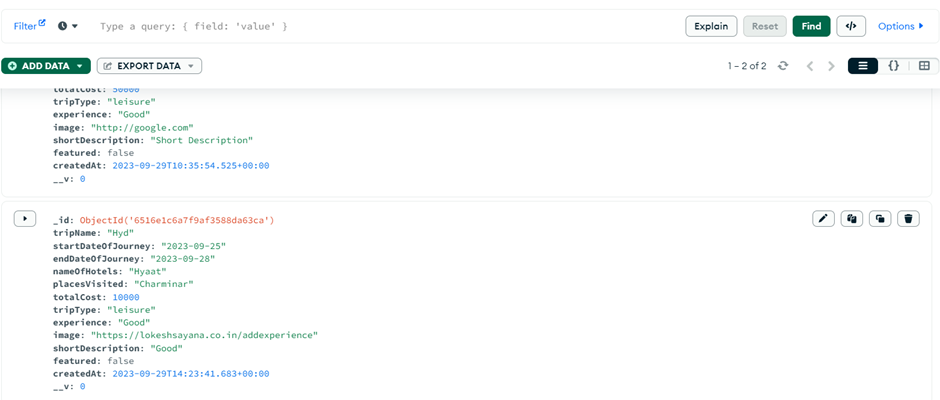 Filter
Type a query: { field: 'value' }
Explain Reset Find </> Options
ADD DATA EXPORT DATA 1 – 2 of 2 {}
totalCost: 50000
tripType: "leisure"
experience: "Good"
image: "http://google.com"
shortDescription: "Short Description"
featured: false
createdAt: 2023-09-29T10:35:54.525+00:00
__v: 0
_id: ObjectId('6516e1c6a7f9af3588da63ca')
tripName: "Hyd"
startDateOfJourney: "2023-09-25"
endDateOfJourney: "2023-09-28"
nameOfHotels: "Hyaat"
placesVisited: "Charminar"
totalCost: 10000
tripType: "leisure"
experience: "Good"
image: "https://lokeshsayana.co.in/addexperience"
shortDescription: "Good"
featured: false
createdAt: 2023-09-29T14:23:41.683+00:00
__v: 0